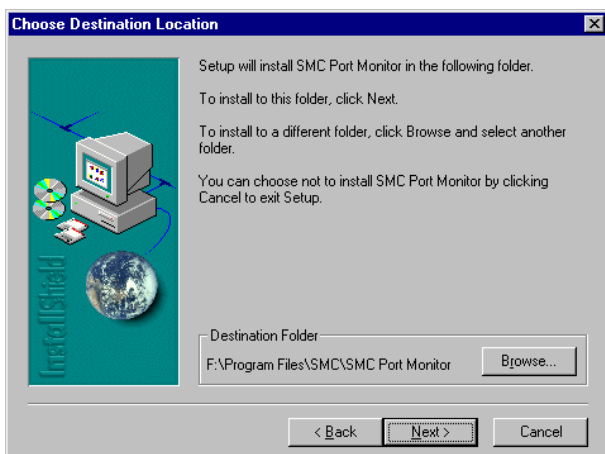 Choose Destination Location
Setup will install SMC Port Monitor in the following folder.
To install to this folder, click Next.
To install to a different folder, click Browse and select another
folder.
You can choose not to install SMC Port Monitor by clicking
Cancel to exit Setup.
InstallShield
Destination Folder
F:\Program Files\SMC\SMC Port Monitor
Browse...
< Back
Next >
Cancel